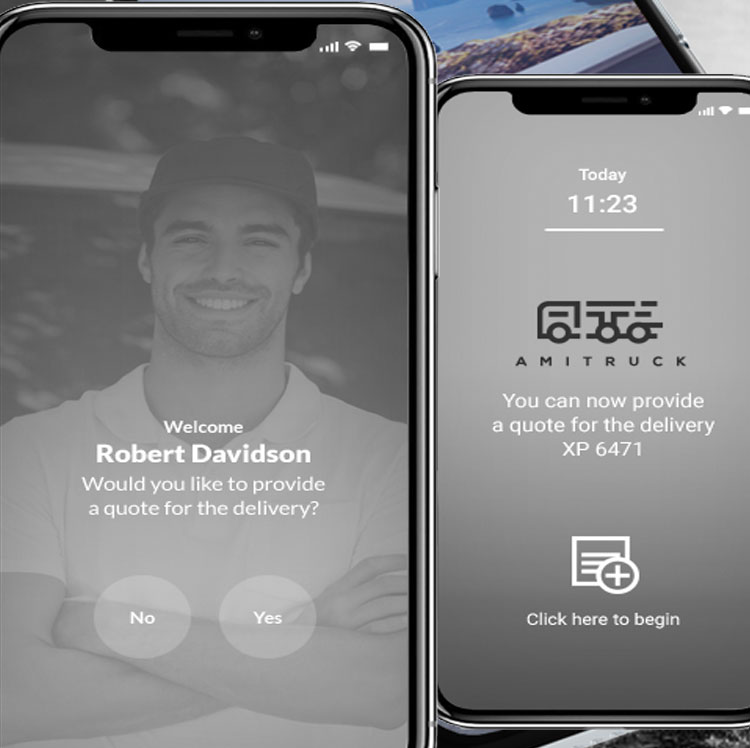 Welcome
Robert Davidson
Would you like to provide
a quote for the delivery?
No
Yes
Today
11:23
AMITRUCK
You can now provide
a quote for the delivery
XP 6471
Click here to begin